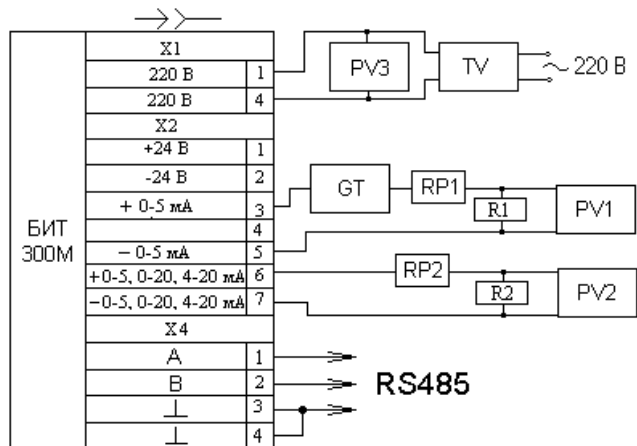 X1
220 В 1
220 В 4
PV3
TV
~ 220 В
X2
+24 В 1
-24 В 2
+ 0-5 мА 3
4
− 0-5 мА 5
+0-5, 0-20, 4-20 мА 6
−0-5, 0-20, 4-20 мА 7
GT
RP1
R1
PV1
RP2
R2
PV2
БИТ
300М
X4
A 1
B 2
⊥ 3
⊥ 4
RS485